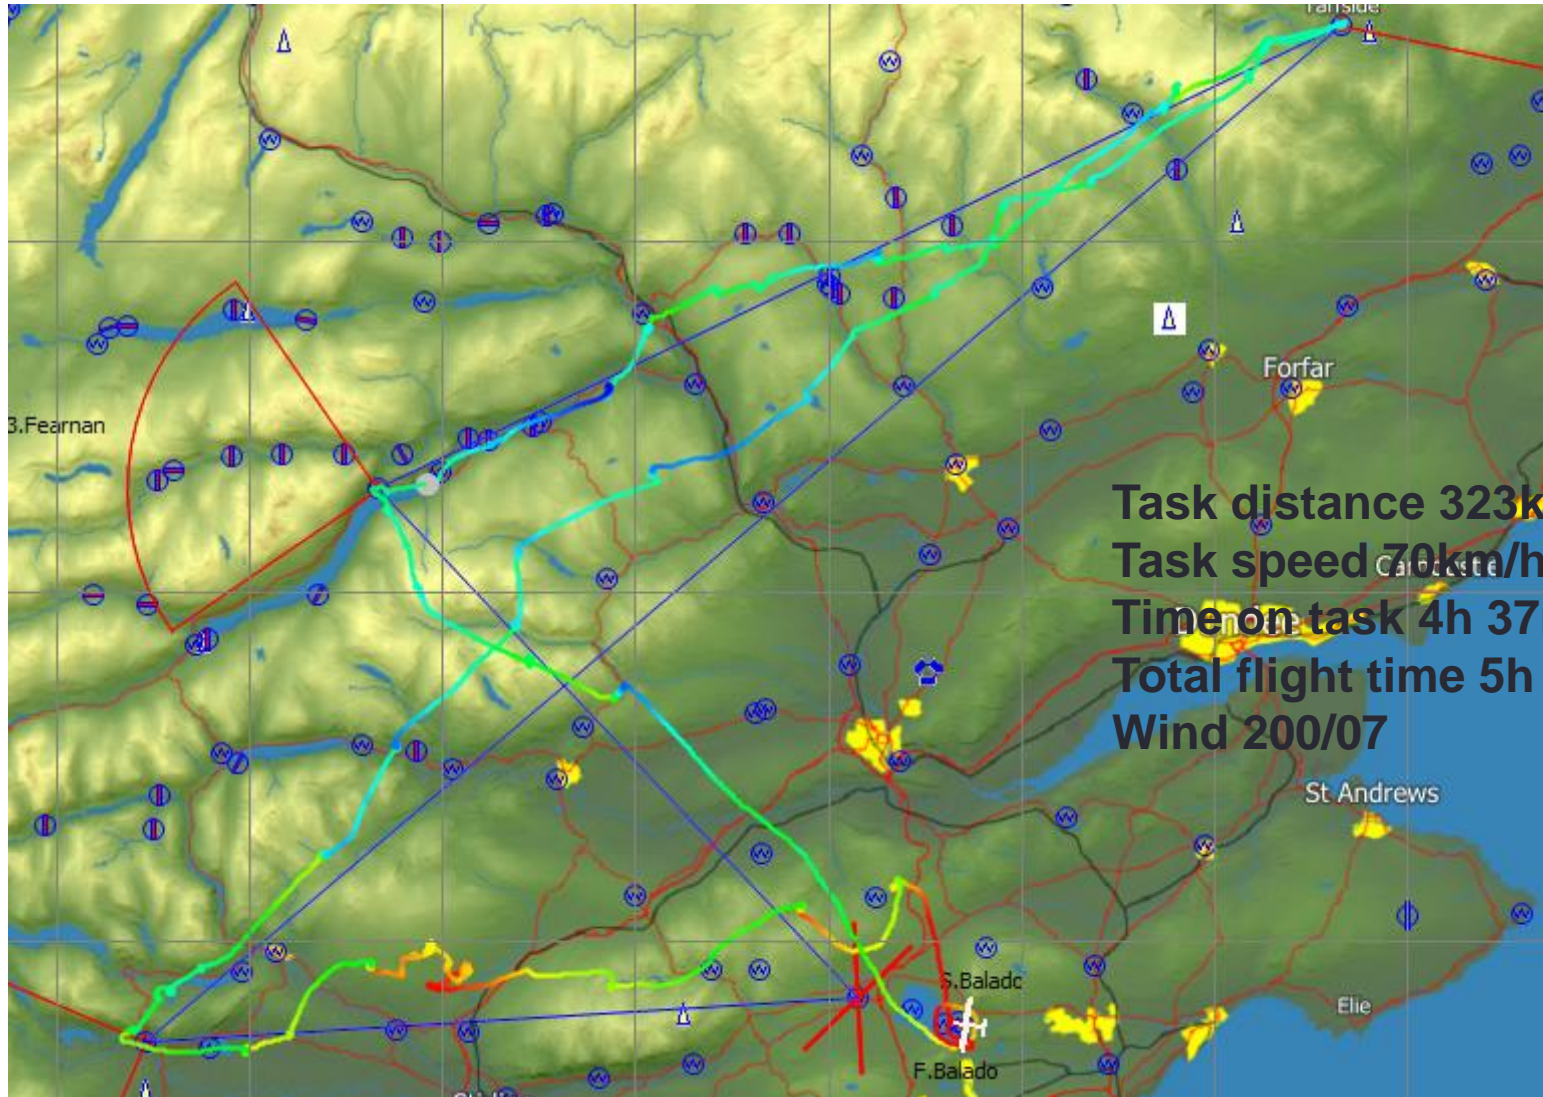 Tarfside
Forfar
3.Fearnan
Task distance 323k
Task speed 70km/h
Time on task 4h 37
Total flight time 5h
Wind 200/07
St Andrews
S.Balado
Elie
F.Balado